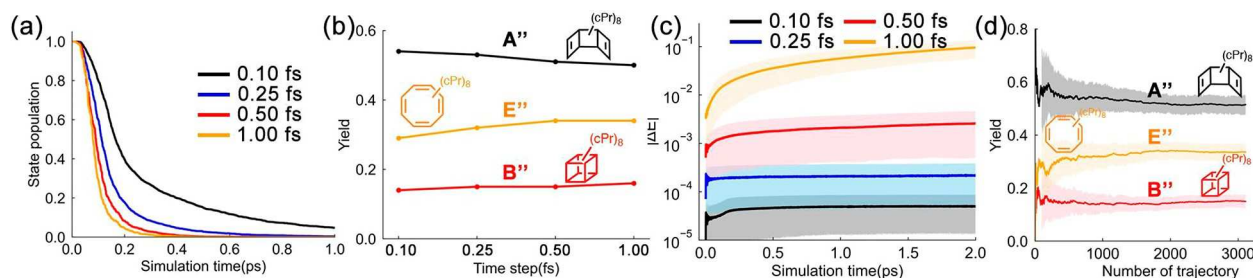 (a)
State population
1.0
0.8
0.6
0.4
0.2
0.0
0.10 fs
0.25 fs
0.50 fs
1.00 fs
0.0 0.2 0.4 0.6 0.8 1.0
Simulation time(ps)
(b)
Yield
0.6
0.4
0.2
0.0
A’’
(cPr)8
E’’
(cPr)8
B’’
(cPr)8
0.10 0.25 0.50 1.00
Time step(fs)
(c)
0.10 fs 0.50 fs
0.25 fs 1.00 fs
|ΔE|
10⁻¹
10⁻²
10⁻³
10⁻⁴
10⁻⁵
0.0 0.5 1.0 1.5 2.0
Simulation time(ps)
(d)
Yield
0.8
0.6
0.4
0.2
0.0
A’’
(cPr)8
E’’
(cPr)8
B’’
(cPr)8
0 1000 2000 3000
Number of trajectory